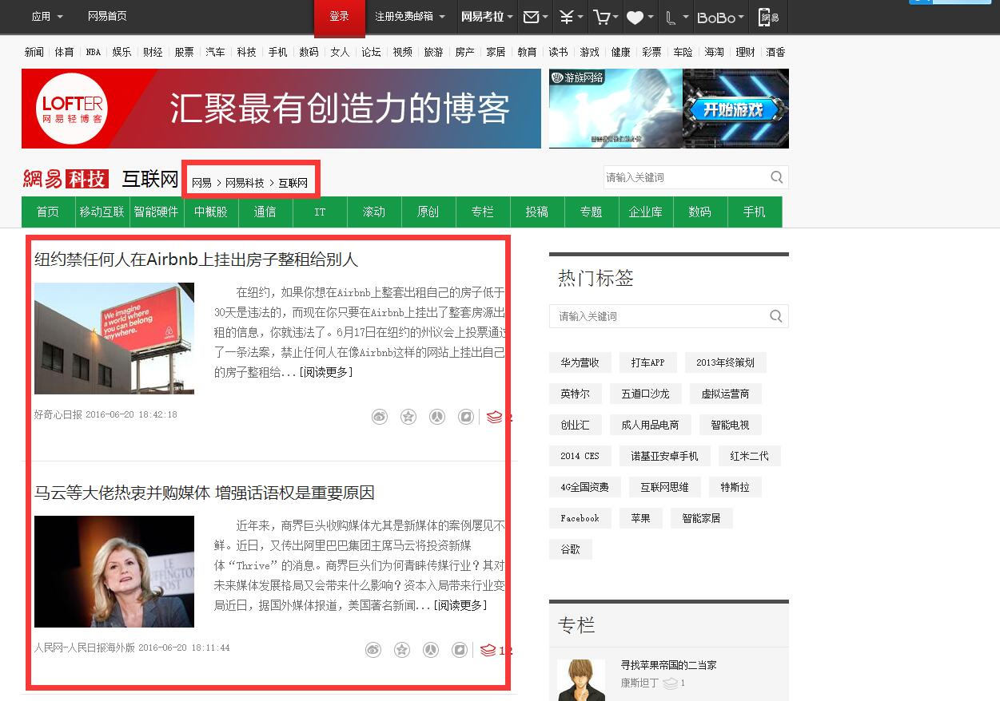 应用 网易首页 登录 注册免费邮箱 网易考拉 BoBo 網易
新闻 体育 NBA 娱乐 财经 股票 汽车 科技 手机 数码 女人 论坛 视频 旅游 房产 家居 教育 读书 游戏 健康 彩票 车险 海淘 理财 酒香
LOFTER
网易轻博客
汇聚最有创造力的博客
游族网络
开始游戏
網易 科技 互联网 网易 > 网易科技 > 互联网
请输入关键词
首页 移动互联 智能硬件 中概股 通信 IT 滚动 原创 专栏 投稿 专题 企业库 数码 手机
纽约禁任何人在Airbnb上挂出房子整租给别人
We imagine
a world where
you can belong
anywhere.
airbnb
在纽约，如果你想在Airbnb上整套出租自己的房子低于
30天是违法的，而现在你只要在Airbnb上挂出了整套房源出
租的信息，你就违法了。6月17日在纽约的州议会上投票通过
了一条法案，禁止任何人在像Airbnb这样的网站上挂出自己
的房子整租给...[阅读更多]
好奇心日报 2016-06-20 18:42:18
2
马云等大佬热衷并购媒体 增强话语权是重要原因
LE
FFINGTO
OST
近年来，商界巨头收购媒体尤其是新媒体的案例屡见不
鲜。近日，又传出阿里巴巴集团主席马云将投资新媒
体“Thrive”的消息。商界巨头们为何青睐传媒行业？其对
未来媒体发展格局又会带来什么影响？资本入局带来行业变
局近日，据国外媒体报道，美国著名新闻...[阅读更多]
人民网-人民日报海外版 2016-06-20 18:11:44
12
热门标签
请输入关键词
华为营收 打车APP 2013年终策划
英特尔 五道口沙龙 虚拟运营商
创业汇 成人用品电商 智能电视
2014 CES 诺基亚安卓手机 红米二代
4G全国资费 互联网思维 特斯拉
Facebook 苹果 智能家居
谷歌
专栏
寻找苹果帝国的二当家
康斯坦丁 1